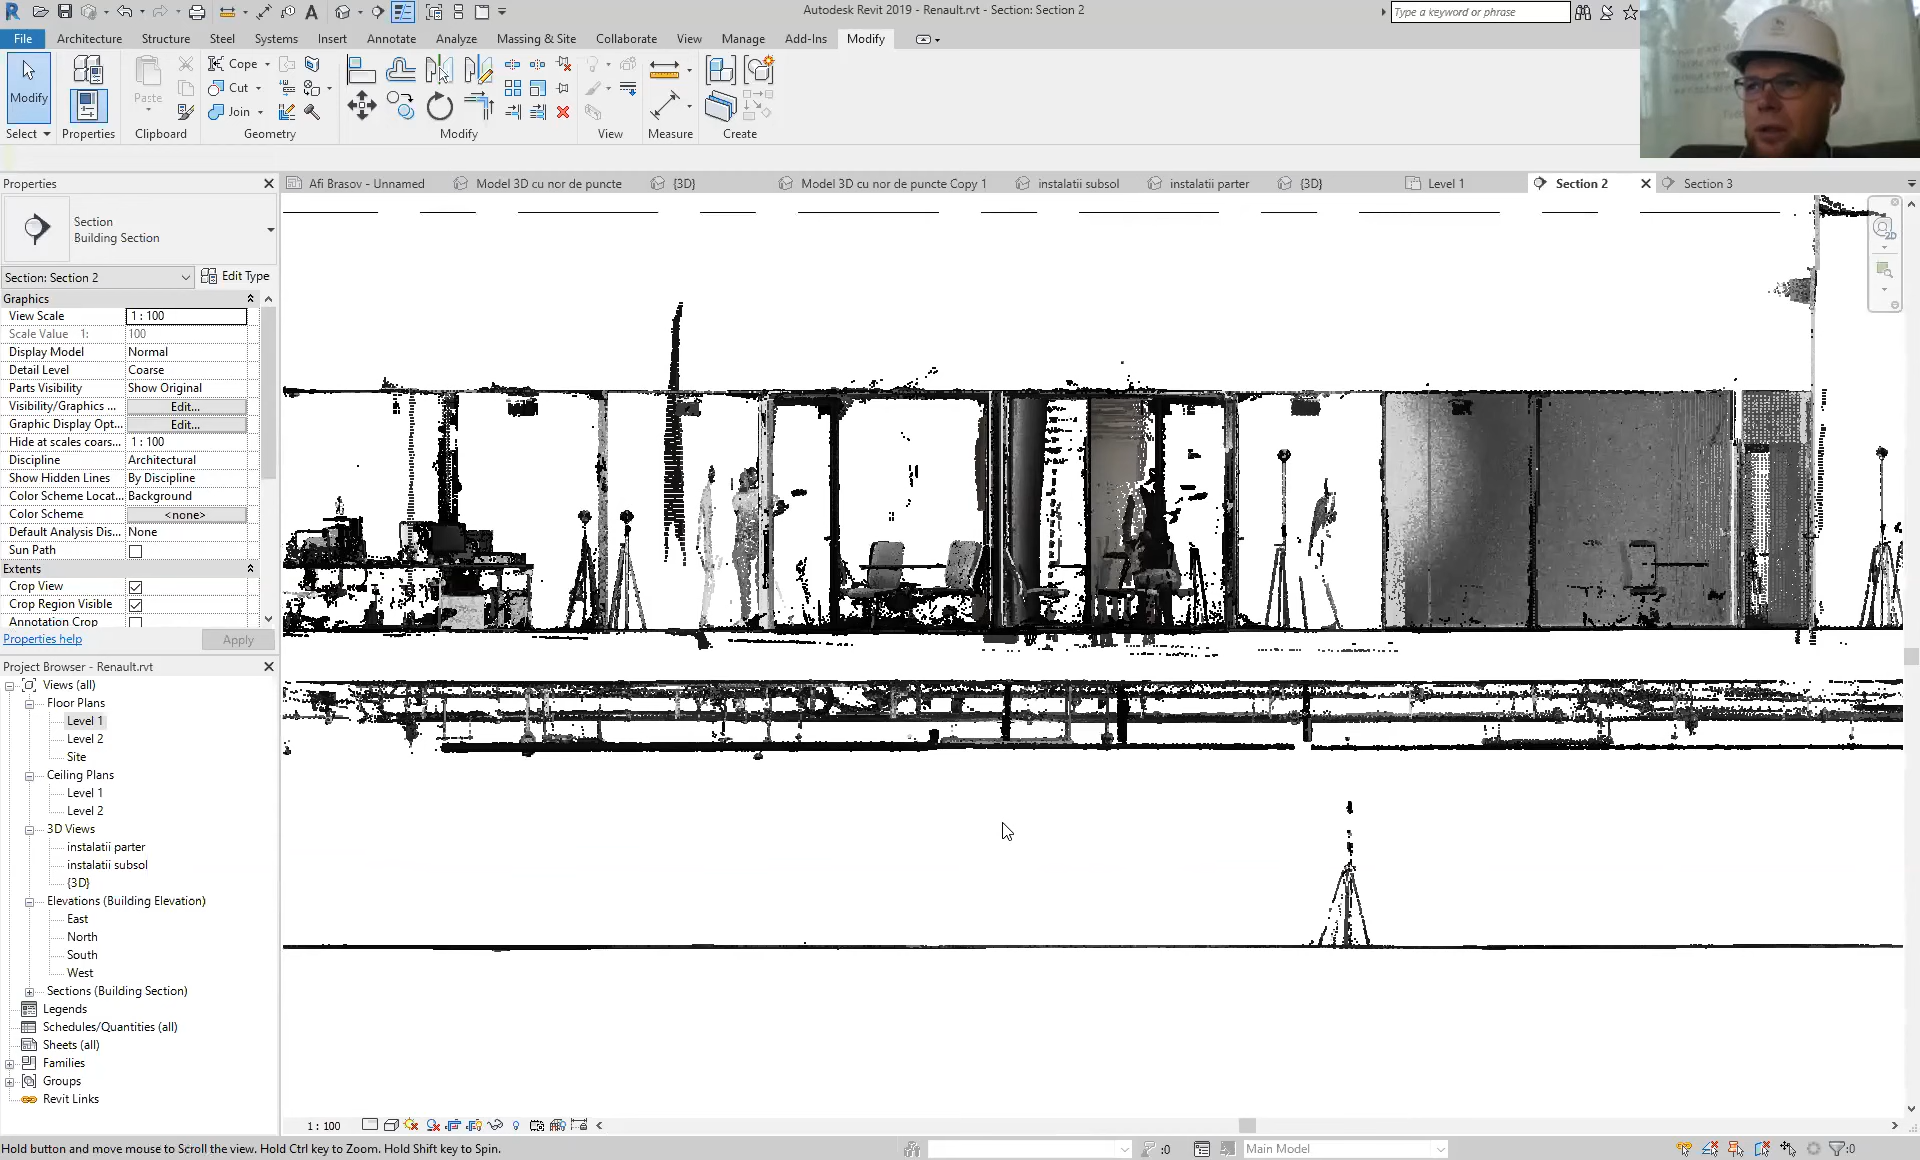 Autodesk Revit 2019 - Renault.rvt - Section: Section 2
Type a keyword or phrase
File
Architecture
Structure
Steel
Systems
Insert
Annotate
Analyze
Massing & Site
Collaborate
View
Manage
Add-Ins
Modify
Modify
Paste
Cope
Cut
Join
Select
Properties
Clipboard
Geometry
Modify
View
Measure
Create
Properties
Afi Brasov - Unnamed
Model 3D cu nor de puncte
{3D}
Model 3D cu nor de puncte Copy 1
instalatii subsol
instalatii parter
{3D}
Level 1
Section 2
Section 3
Section
Building Section
Section: Section 2
Edit Type
Graphics
View Scale 1 : 100
Scale Value 1: 100
Display Model Normal
Detail Level Coarse
Parts Visibility Show Original
Visibility/Graphics ... Edit...
Graphic Display Opt... Edit...
Hide at scales coars... 1 : 100
Discipline Architectural
Show Hidden Lines By Discipline
Color Scheme Locat... Background
Color Scheme <none>
Default Analysis Dis... None
Sun Path
Extents
Crop View
Crop Region Visible
Annotation Crop
Properties help
Apply
Project Browser - Renault.rvt
Views (all)
Floor Plans
Level 1
Level 2
Site
Ceiling Plans
Level 1
Level 2
3D Views
instalatii parter
instalatii subsol
{3D}
Elevations (Building Elevation)
East
North
South
West
Sections (Building Section)
Legends
Schedules/Quantities (all)
Sheets (all)
Families
Groups
Revit Links
1 : 100
Hold button and move mouse to Scroll the view. Hold Ctrl key to Zoom. Hold Shift key to Spin.
:0
Main Model
:0